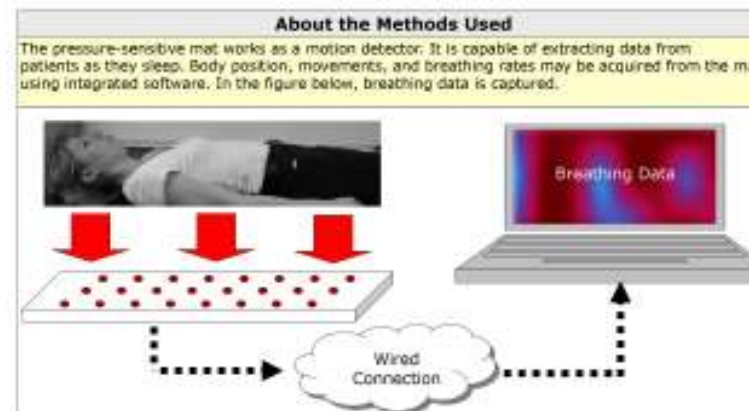 About the Methods Used
The pressure-sensitive mat works as a motion detector. It is capable of extracting data from
patients as they sleep. Body position, movements, and breathing rates may be acquired from the ma
using integrated software. In the figure below, breathing data is captured.
Breathing Data
Wired
Connection